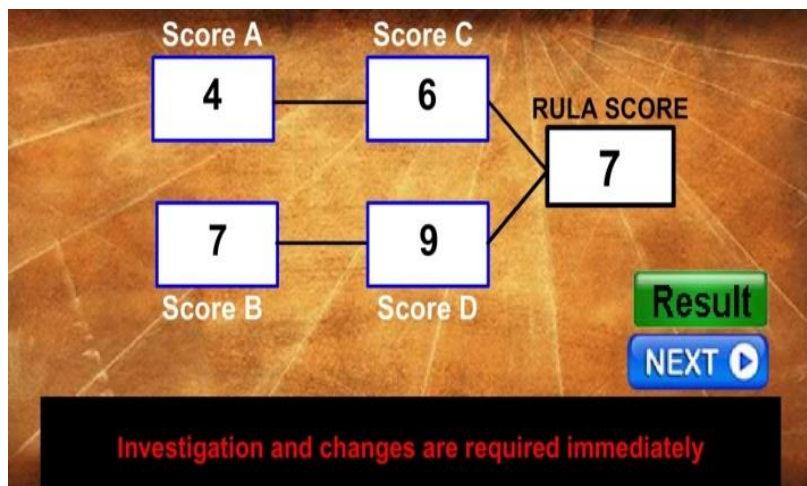 Score A
Score C
4
6
RULA SCORE
7
7
9
Score B
Score D
Result
NEXT
Investigation and changes are required immediately